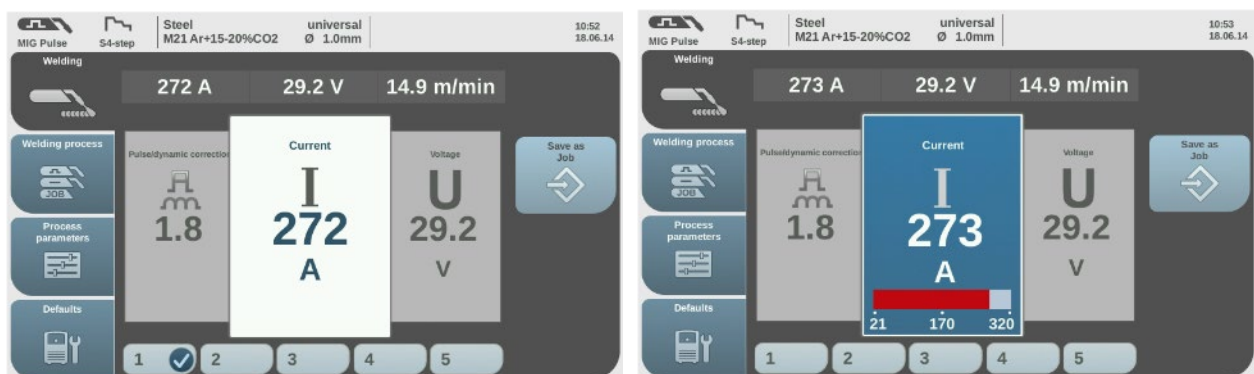 MIG Pulse
S4-step
Steel universal
M21 Ar+15-20%CO2 Ø 1.0mm
10:52
18.06.14
Welding
272 A 29.2 V 14.9 m/min
Welding process
JOB
Process
parameters
Defaults
Pulse/dynamic correction
1.8
Current
I
272
A
Voltage
U
29.2
V
Save as
Job
1 2 3 4 5
MIG Pulse
S4-step
Steel universal
M21 Ar+15-20%CO2 Ø 1.0mm
10:53
18.06.14
Welding
273 A 29.2 V 14.9 m/min
Welding process
JOB
Process
parameters
Defaults
Pulse/dynamic correction
1.8
Current
I
273
A
21 170 320
Voltage
U
29.2
V
Save as
Job
1 2 3 4 5